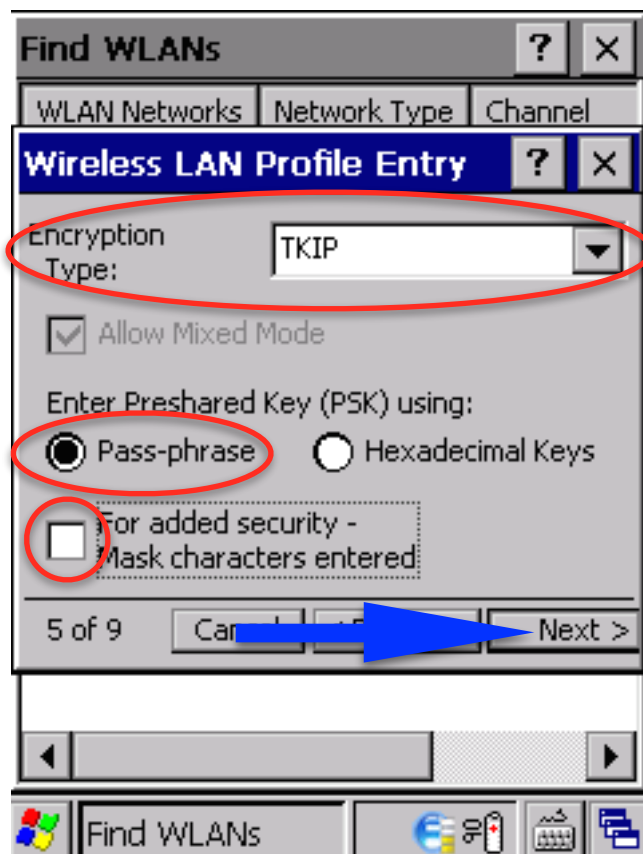 Find WLANs ? ×
WLAN Networks Network Type Channel
Wireless LAN Profile Entry ? ×
Encryption
Type:
TKIP
Allow Mixed Mode
Enter Preshared Key (PSK) using:
Pass-phrase Hexadecimal Keys
For added security -
Mask characters entered
5 of 9 Next >
Find WLANs